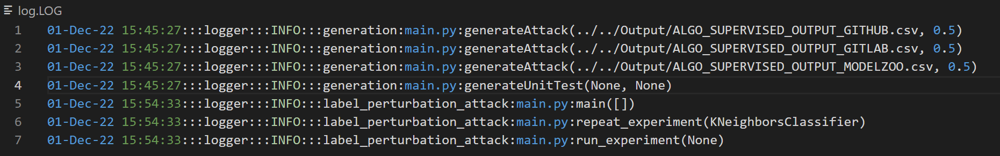 log.LOG
1 01-Dec-22 15:45:27:::logger:::INFO:::generation:main.py:generateAttack(../../Output/ALGO_SUPERVISED_OUTPUT_GITHUB.csv, 0.5)
2 01-Dec-22 15:45:27:::logger:::INFO:::generation:main.py:generateAttack(../../Output/ALGO_SUPERVISED_OUTPUT_GITLAB.csv, 0.5)
3 01-Dec-22 15:45:27:::logger:::INFO:::generation:main.py:generateAttack(../../Output/ALGO_SUPERVISED_OUTPUT_MODELZOO.csv, 0.5)
4 01-Dec-22 15:45:27:::logger:::INFO:::generation:main.py:generateUnitTest(None, None)
5 01-Dec-22 15:54:33:::logger:::INFO:::label_perturbation_attack:main.py:main([])
6 01-Dec-22 15:54:33:::logger:::INFO:::label_perturbation_attack:main.py:repeat_experiment(KNeighborsClassifier)
7 01-Dec-22 15:54:33:::logger:::INFO:::label_perturbation_attack:main.py:run_experiment(None)